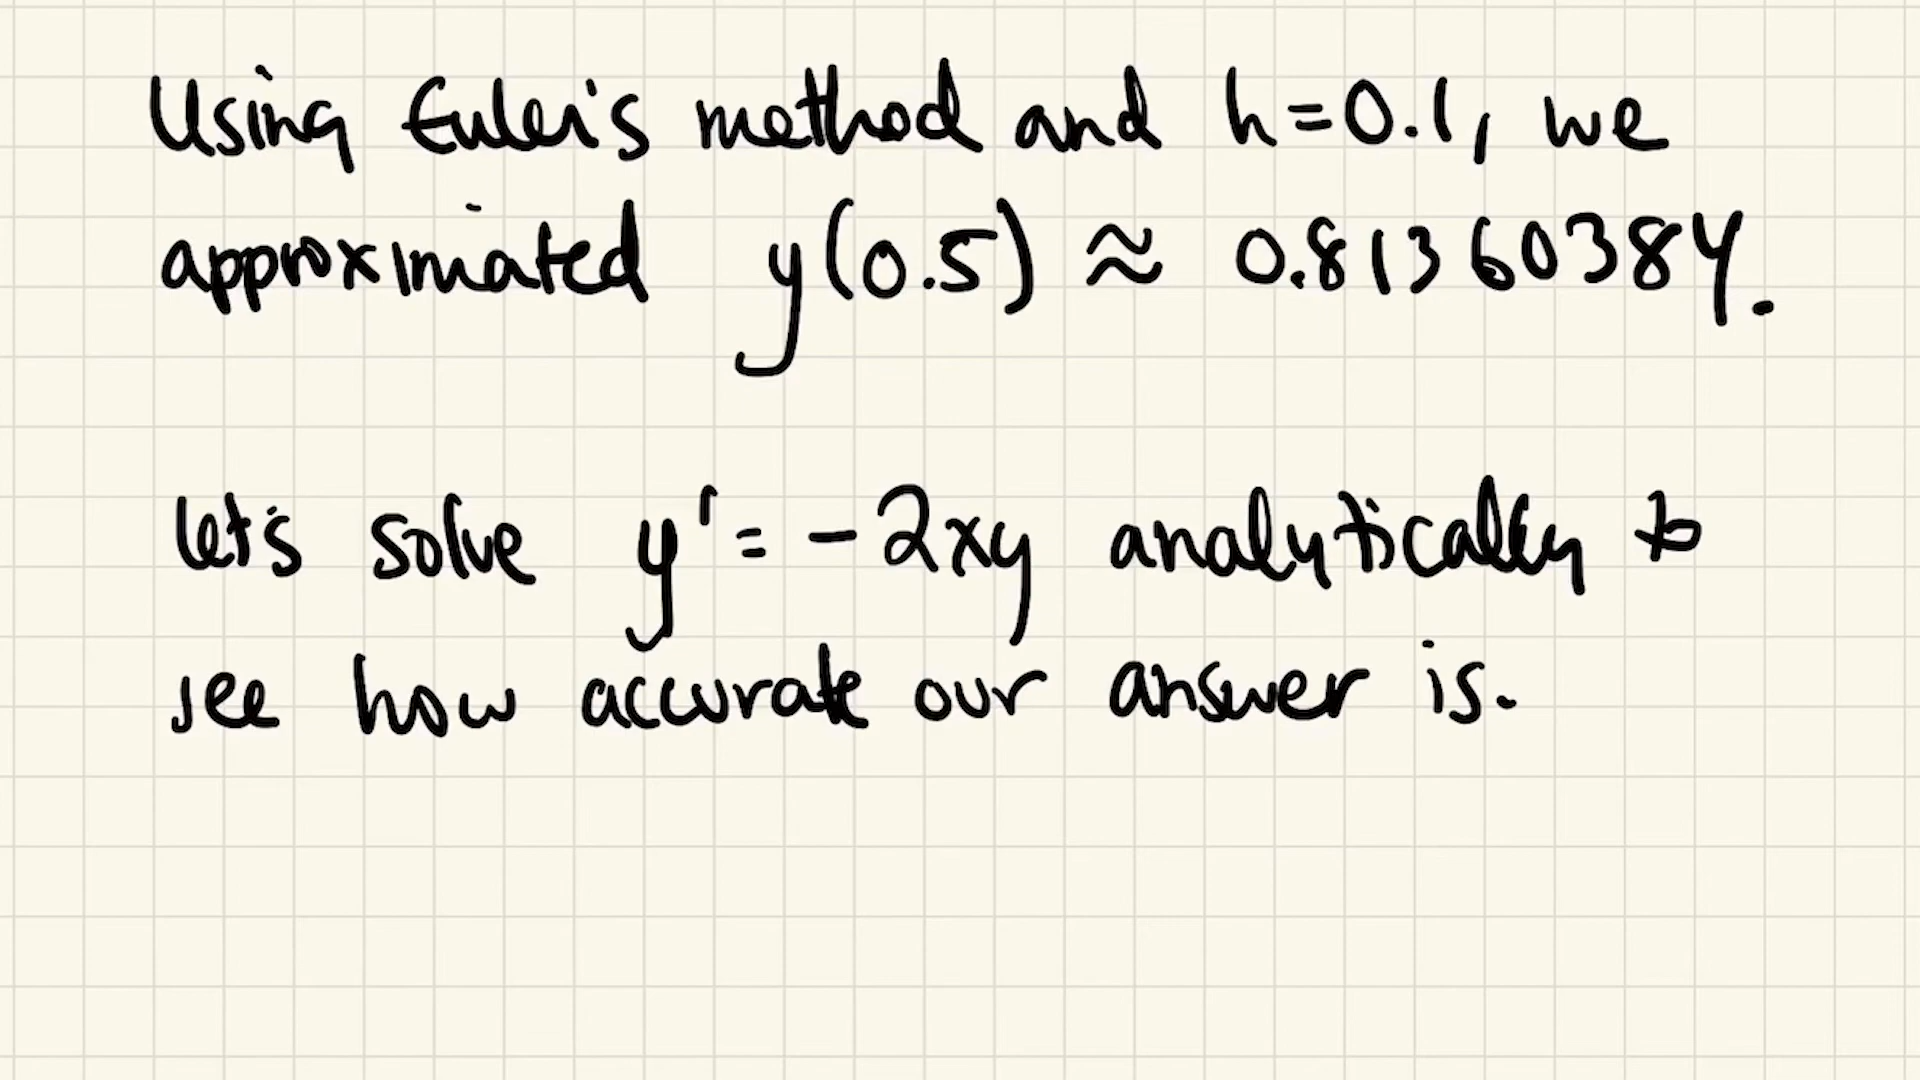 Using Euler's method and h=0.1, we
approximated y(0.5) ≈ 0.81360384.
let's solve y' = -2xy analytically to
see how accurate our answer is.